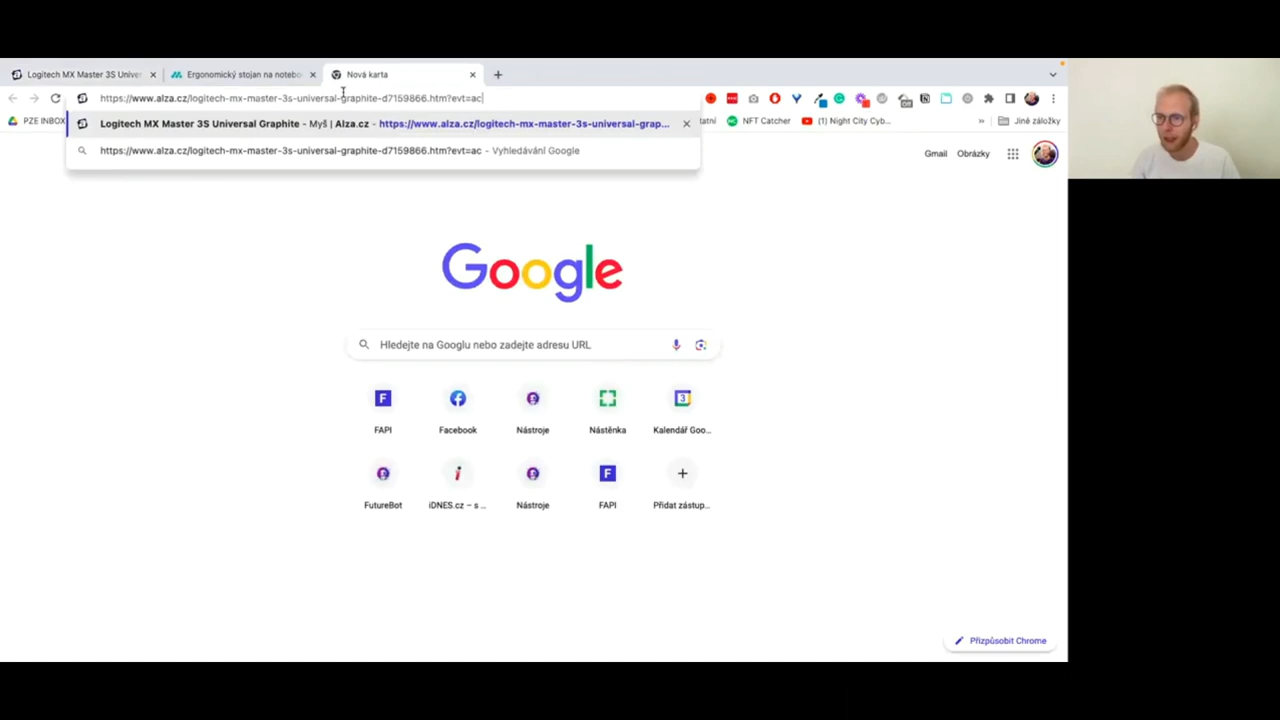 Logitech MX Master 3S Univer
Ergonomický stojan na notebo
Nová karta
https://www.alza.cz/logitech-mx-master-3s-universal-graphite-d7159866.htm?evt=ac
PZE INBOX
Logitech MX Master 3S Universal Graphite - Myš | Alza.cz - https://www.alza.cz/logitech-mx-master-3s-universal-grap...
tatní
NFT Catcher
(1) Night City Cyb...
»
Jiné záložky
https://www.alza.cz/logitech-mx-master-3s-universal-graphite-d7159866.htm?evt=ac - Vyhledávání Google
Gmail
Obrázky
Google
Hledejte na Googlu nebo zadejte adresu URL
F
3
FAPI
Facebook
Nástroje
Nástěnka
Kalendář Goo...
i
F
FutureBot
iDNES.cz – s ...
Nástroje
FAPI
Přidat zástup...
Přizpůsobit Chrome